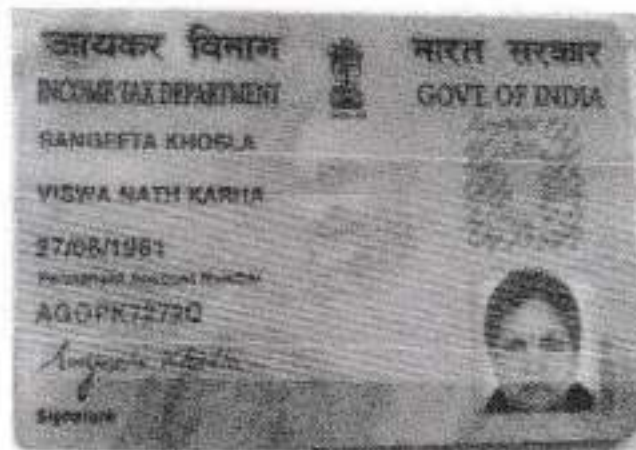 आयकर विभाग
भारत सरकार
INCOME TAX DEPARTMENT
GOVT. OF INDIA
SANGEETA KHOSLA
VISWA NATH
27/08/1961
Permanent Account Number
Signature